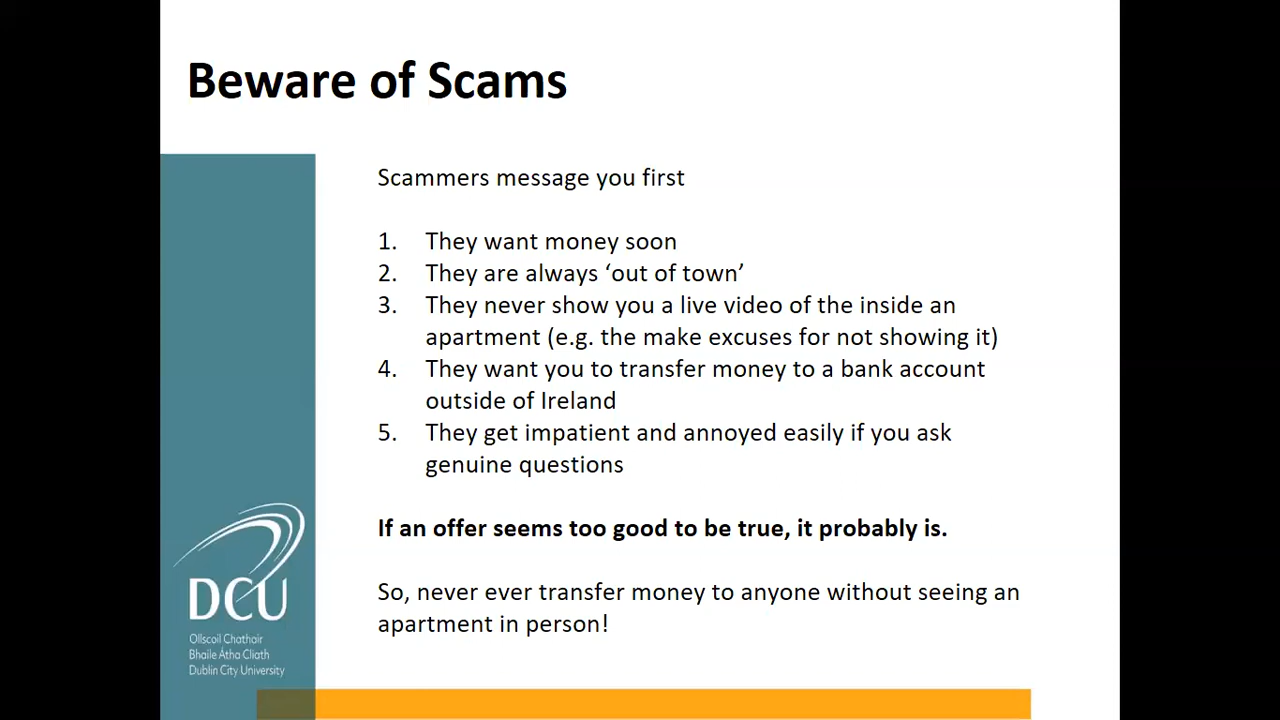 Beware of Scams
Scammers message you first
1. They want money soon
2. They are always ‘out of town’
3. They never show you a live video of the inside an
apartment (e.g. the make excuses for not showing it)
4. They want you to transfer money to a bank account
outside of Ireland
5. They get impatient and annoyed easily if you ask
genuine questions
If an offer seems too good to be true, it probably is.
So, never ever transfer money to anyone without seeing an
apartment in person!
DCU
Ollscoil Chathair
Bhaile Átha Cliath
Dublin City University